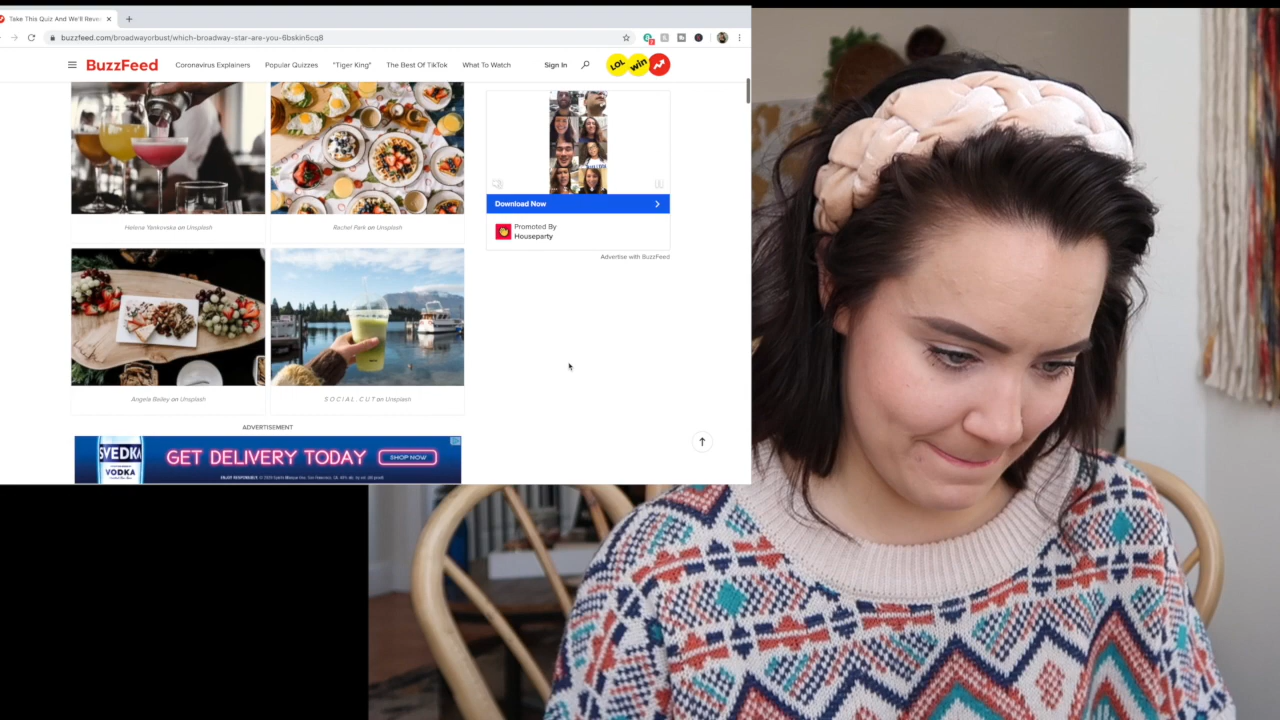 Take This Quiz And We'll Reve
buzzfeed.com/broadwayorbust/which-broadway-star-are-you-6bskin5cq8
BuzzFeed
Coronavirus Explainers
Popular Quizzes
"Tiger King"
The Best Of TikTok
What To Watch
Sign In
LOL
win
Helena Yankovska on Unsplash
Rachel Park on Unsplash
Download Now
Promoted By
Houseparty
Advertise with BuzzFeed
Angela Bailey on Unsplash
S O C I A L . C U T on Unsplash
ADVERTISEMENT
SVEDKA
VODKA
GET DELIVERY TODAY
SHOP NOW